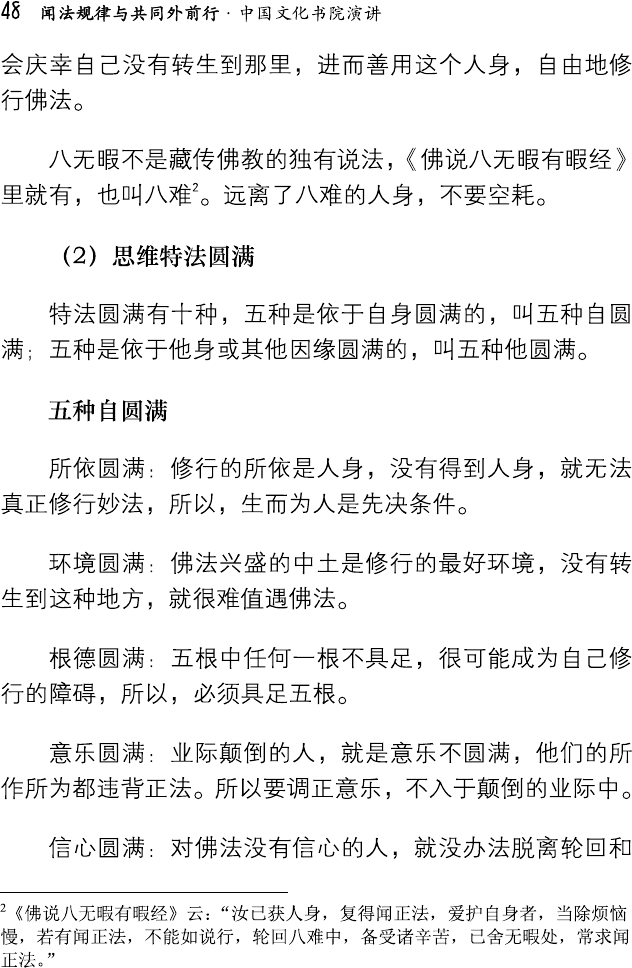 48 闻法规律与共同外前行·中国文化书院演讲
会庆幸自己没有转生到那里，进而善用这个人身，自由地修
行佛法。
八无暇不是藏传佛教的独有说法，《佛说八无暇有暇经》
里就有，也叫八难²。远离了八难的人身，不要空耗。
（2）思维特法圆满
特法圆满有十种，五种是依于自身圆满的，叫五种自圆
满；五种是依于他身或其他因缘圆满的，叫五种他圆满。
五种自圆满
所依圆满：修行的所依是人身，没有得到人身，就无法
真正修行妙法，所以，生而为人是先决条件。
环境圆满：佛法兴盛的中土是修行的最好环境，没有转
生到这种地方，就很难值遇佛法。
根德圆满：五根中任何一根不具足，很可能成为自己修
行的障碍，所以，必须具足五根。
意乐圆满：业际颠倒的人，就是意乐不圆满，他们的所
作所为都违背正法。所以要调正意乐，不入于颠倒的业际中。
信心圆满：对佛法没有信心的人，就没办法脱离轮回和
²《佛说八无暇有暇经》云：“汝已获人身，复得闻正法，爱护自身者，当除烦恼
慢，若有闻正法，不能如说行，轮回八难中，备受诸辛苦，已舍无暇处，常求闻
正法。”